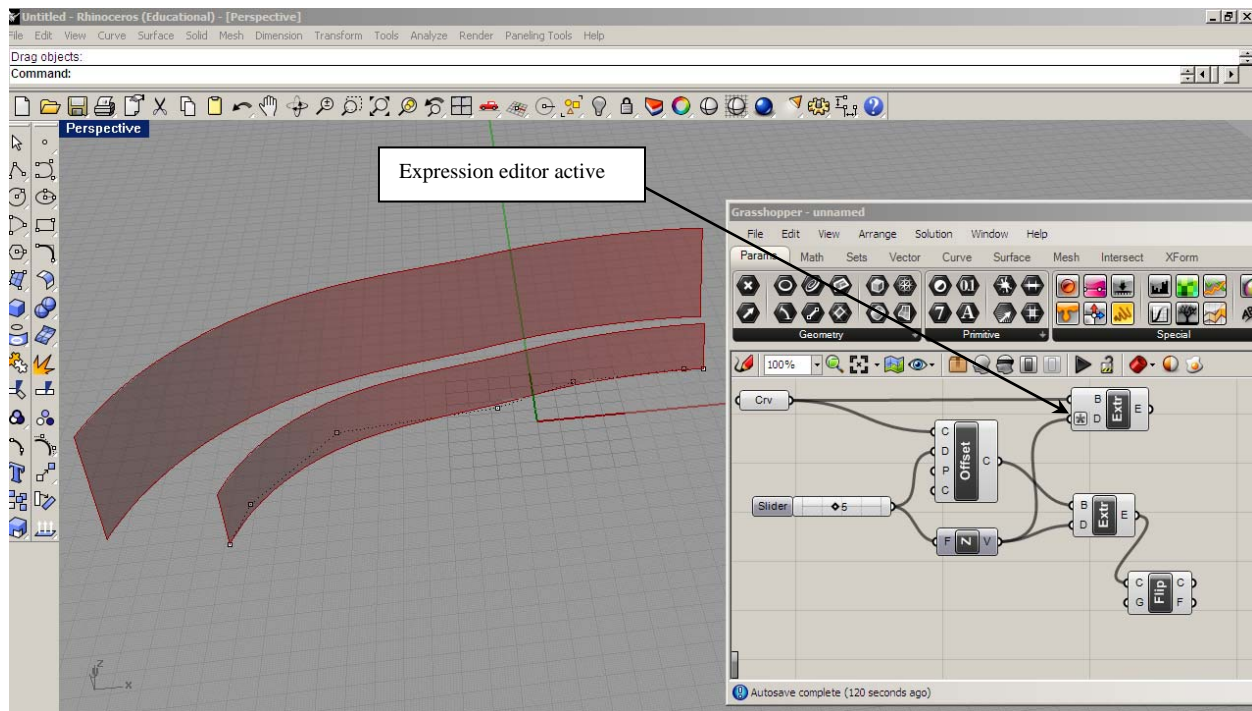 Untitled - Rhinoceros (Educational) - [Perspective]
File Edit View Curve Surface Solid Mesh Dimension Transform Tools Analyze Render Paneling Tools Help
Drag objects:
Command:
Perspective
Expression editor active
Grasshopper - unnamed
File Edit View Arrange Solution Window Help
Params Math Sets Vector Curve Surface Mesh Intersect XForm
Geometry Primitive Special
100%
Crv
B D Extr E
C D P C Offset C
Slider 5
F Z V
B D Extr E
C G Flip C F
z
x
Autosave complete (120 seconds ago)